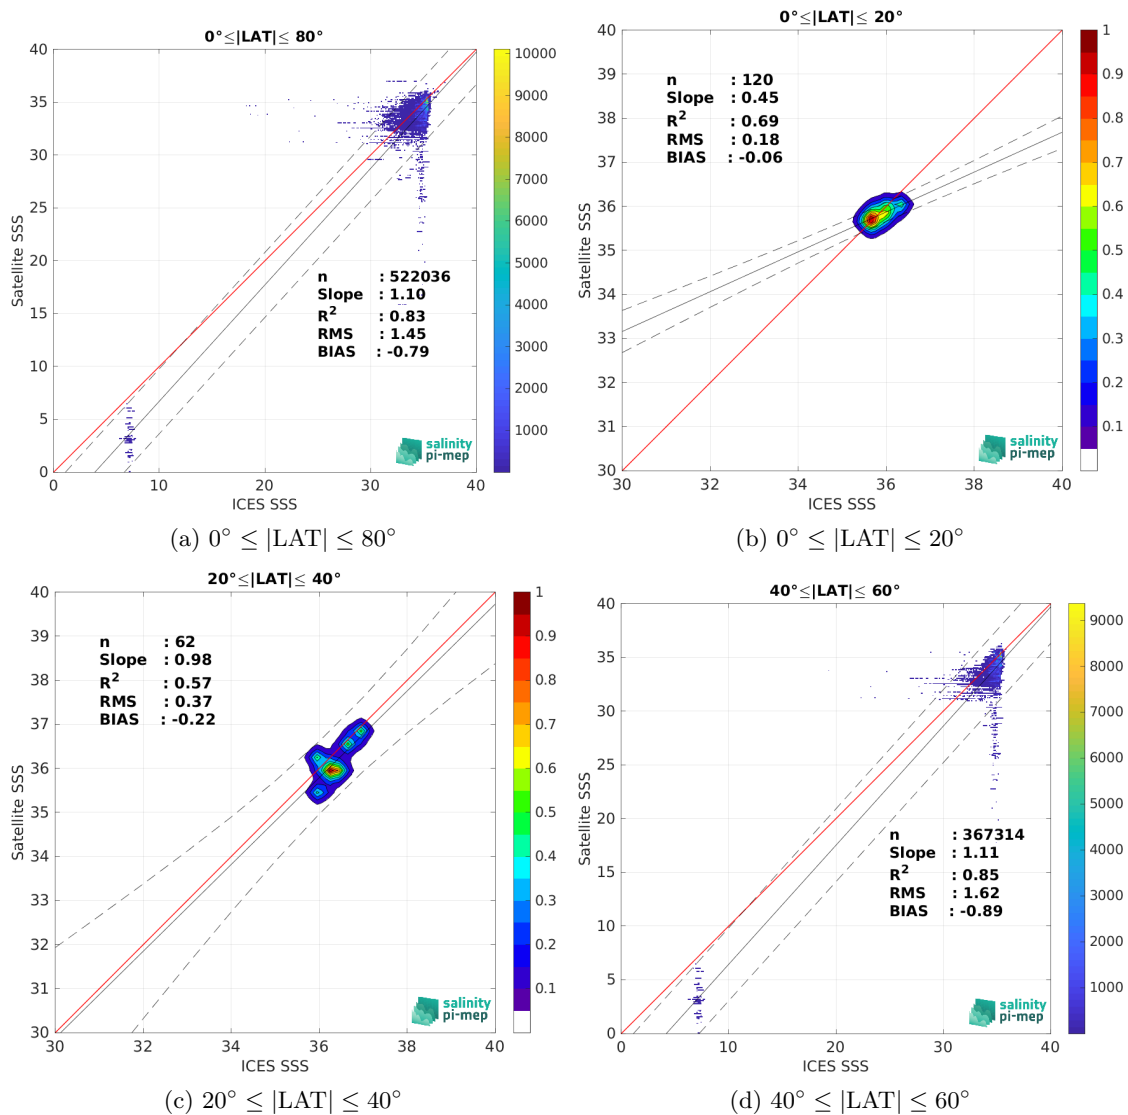 0°≤|LAT|≤ 80°
40
35
30
25
20
15
10
5
0
0
10
20
30
40
Satellite SSS
ICES SSS
n : 522036
Slope : 1.10
R² : 0.83
RMS : 1.45
BIAS : -0.79
salinity
pi-mep
10000
9000
8000
7000
6000
5000
4000
3000
2000
1000
(a) 0° ≤ |LAT| ≤ 80°
0°≤|LAT|≤ 20°
40
39
38
37
36
35
34
33
32
31
30
30
32
34
36
38
40
Satellite SSS
ICES SSS
n : 120
Slope : 0.45
R² : 0.69
RMS : 0.18
BIAS : -0.06
salinity
pi-mep
1
0.9
0.8
0.7
0.6
0.5
0.4
0.3
0.2
0.1
(b) 0° ≤ |LAT| ≤ 20°
20°≤|LAT|≤ 40°
40
39
38
37
36
35
34
33
32
31
30
30
32
34
36
38
40
Satellite SSS
ICES SSS
n : 62
Slope : 0.98
R² : 0.57
RMS : 0.37
BIAS : -0.22
salinity
pi-mep
1
0.9
0.8
0.7
0.6
0.5
0.4
0.3
0.2
0.1
(c) 20° ≤ |LAT| ≤ 40°
40°≤|LAT|≤ 60°
40
35
30
25
20
15
10
5
0
0
10
20
30
40
Satellite SSS
ICES SSS
n : 367314
Slope : 1.11
R² : 0.85
RMS : 1.62
BIAS : -0.89
salinity
pi-mep
9000
8000
7000
6000
5000
4000
3000
2000
1000
(d) 40° ≤ |LAT| ≤ 60°